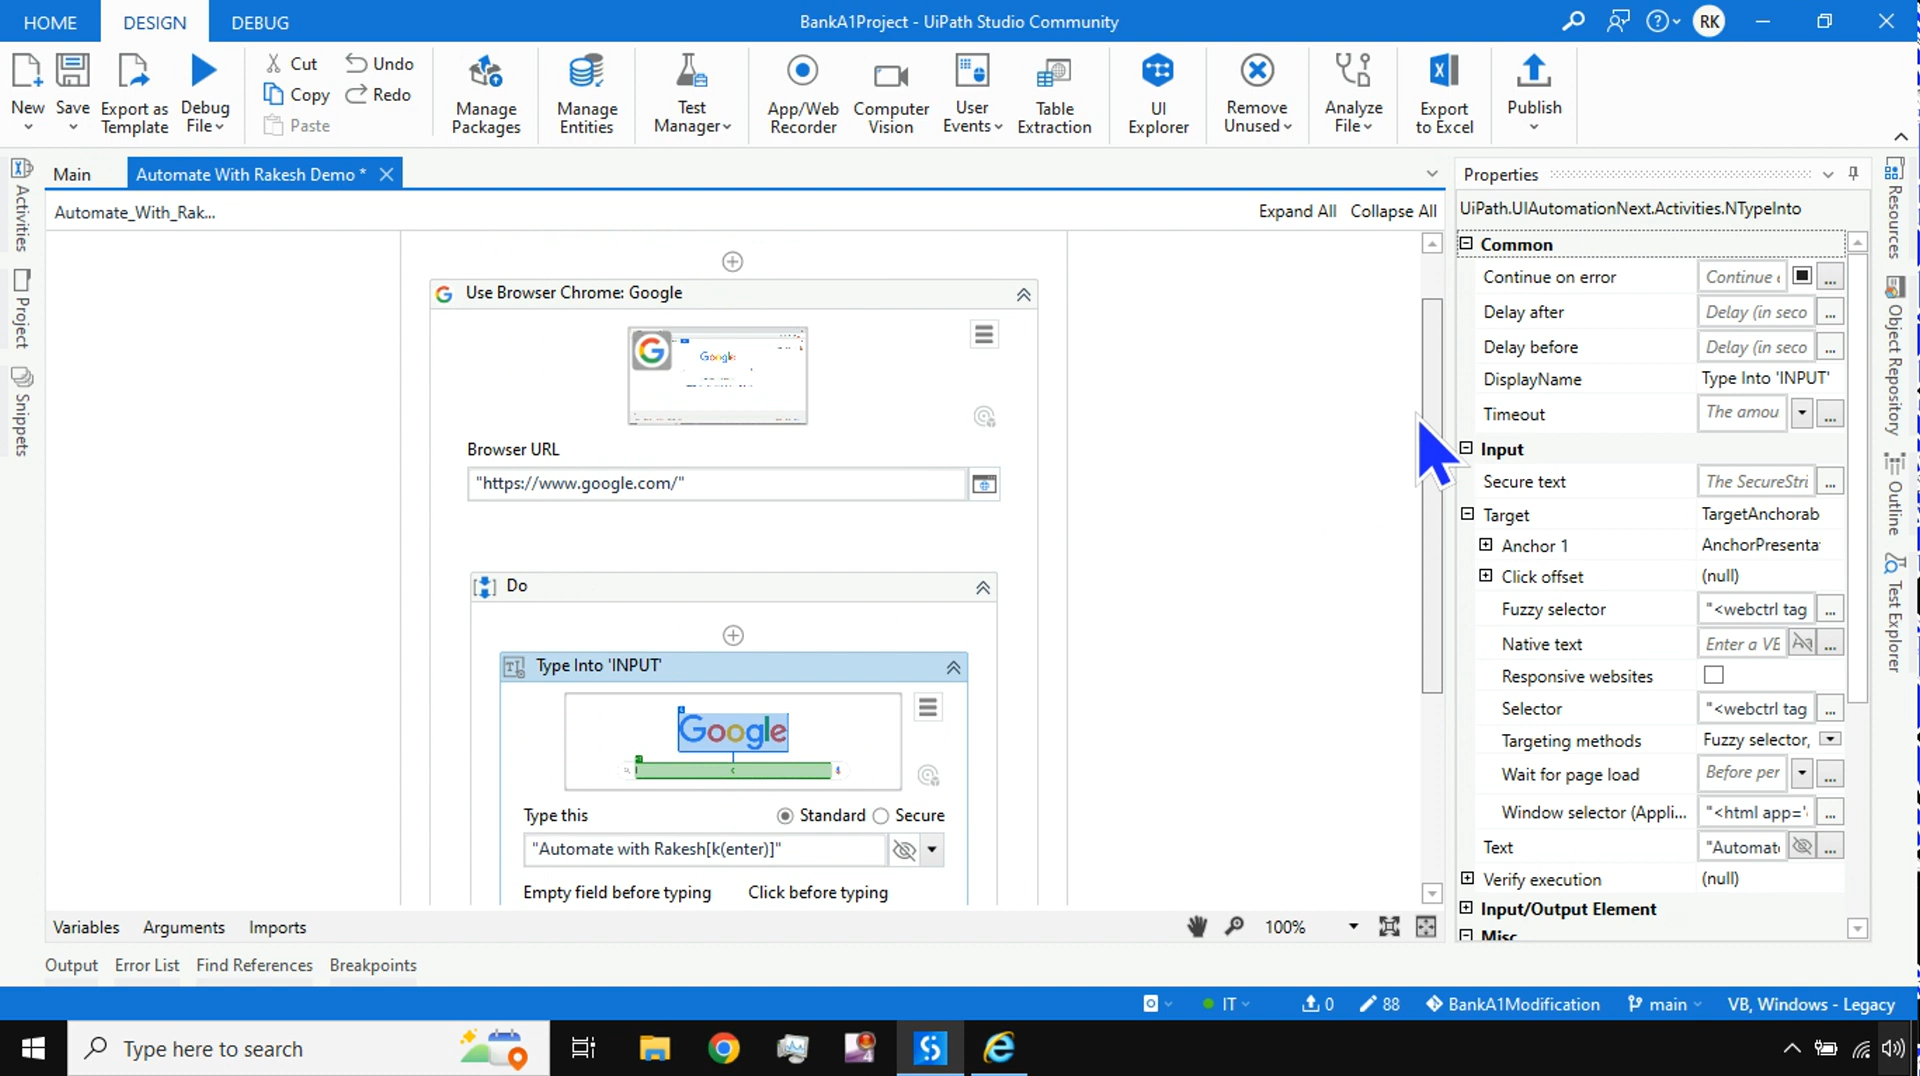 HOME
DESIGN
DEBUG
BankA1Project - UiPath Studio Community
RK
New
Save
Export as Template
Debug File
Cut
Copy
Paste
Undo
Redo
Manage Packages
Manage Entities
Test Manager
App/Web Recorder
Computer Vision
User Events
Table Extraction
UI Explorer
Remove Unused
Analyze File
Export to Excel
Publish
Activities
Project
Snippets
Main
Automate With Rakesh Demo *
Automate_With_Rak...
Expand All
Collapse All
Use Browser Chrome: Google
Google
Browser URL
"https://www.google.com/"
Do
Type Into 'INPUT'
Google
Type this
Standard
Secure
"Automate with Rakesh[k(enter)]"
Empty field before typing
Click before typing
Variables
Arguments
Imports
100%
Output
Error List
Find References
Breakpoints
Properties
UiPath.UIAutomationNext.Activities.NTypeInto
Common
Continue on error
Continue
...
Delay after
Delay (in seco
...
Delay before
Delay (in seco
...
DisplayName
Type Into 'INPUT'
Timeout
The amou
...
Input
Secure text
The SecureStri
...
Target
TargetAnchorab
Anchor 1
AnchorPresenta
Click offset
(null)
Fuzzy selector
"<webctrl tag
...
Native text
Enter a VB
...
Responsive websites
Selector
"<webctrl tag
...
Targeting methods
Fuzzy selector,
Wait for page load
Before per
...
Window selector (Appli...
"<html app='
...
Text
"Automat
...
Verify execution
(null)
Input/Output Element
Misc
Resources
Object Repository
Outline
Test Explorer
IT
0
88
BankA1Modification
main
VB, Windows - Legacy
Type here to search